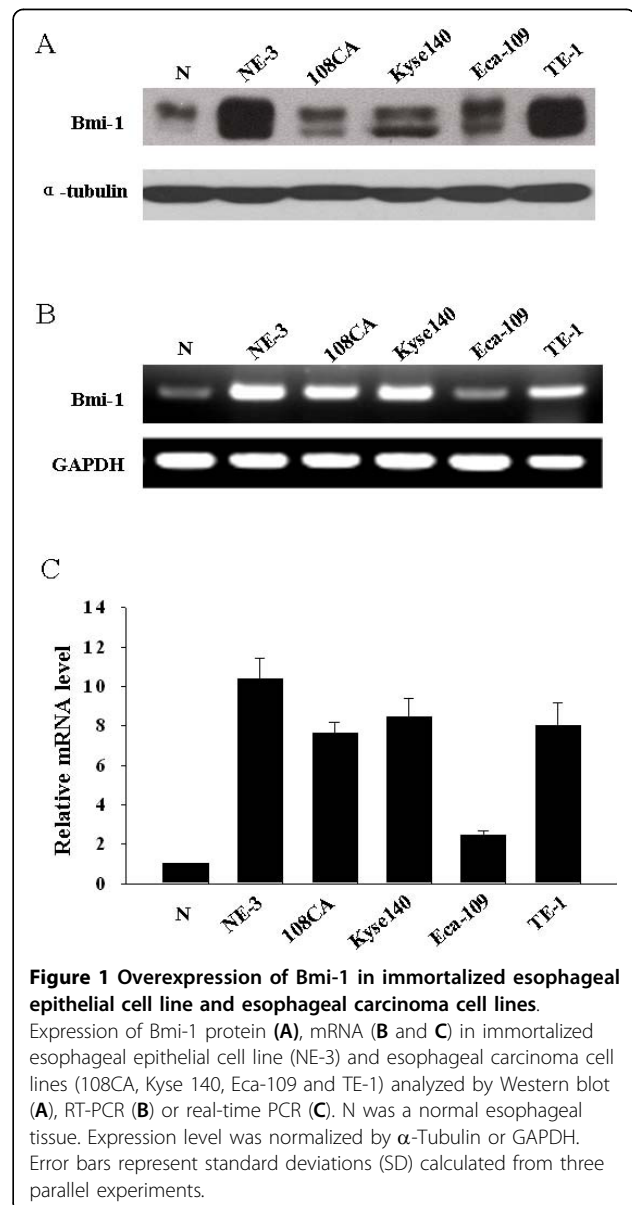 A
N NE-3 108CA Kyse140 Eca-109 TE-1
Bmi-1
α-tubulin
B
N NE-3 108CA Kyse140 Eca-109 TE-1
Bmi-1
GAPDH
C
Relative mRNA level
14
12
10
8
6
4
2
0
N NE-3 108CA Kyse140 Eca-109 TE-1
Figure 1 Overexpression of Bmi-1 in immortalized esophageal
epithelial cell line and esophageal carcinoma cell lines.
Expression of Bmi-1 protein (A), mRNA (B and C) in immortalized
esophageal epithelial cell line (NE-3) and esophageal carcinoma cell
lines (108CA, Kyse 140, Eca-109 and TE-1) analyzed by Western blot
(A), RT-PCR (B) or real-time PCR (C). N was a normal esophageal
tissue. Expression level was normalized by α-Tubulin or GAPDH.
Error bars represent standard deviations (SD) calculated from three
parallel experiments.